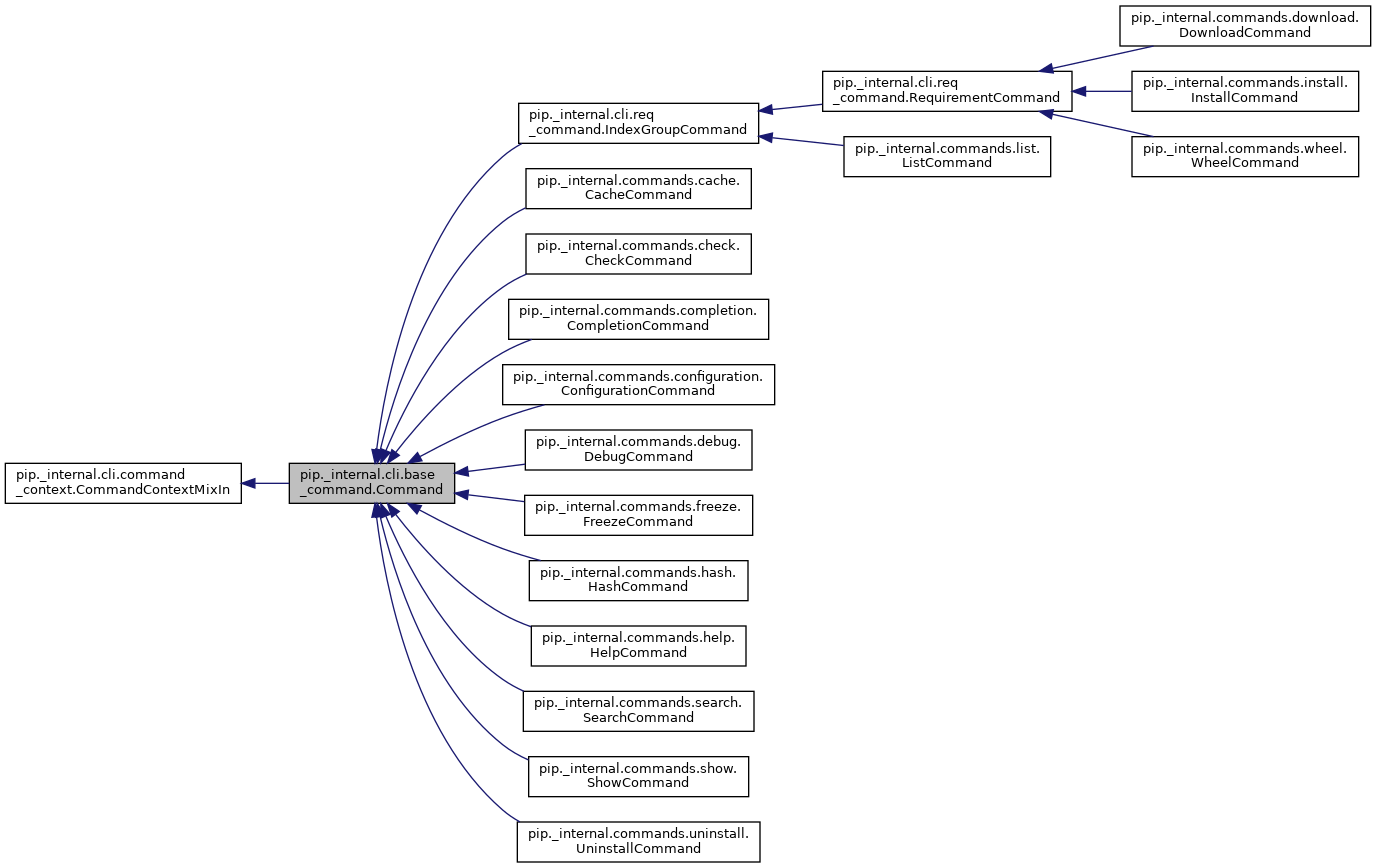 pip._internal.commands.download.
DownloadCommand
pip._internal.cli.req
_command.RequirementCommand
pip._internal.commands.install.
InstallCommand
pip._internal.cli.req
_command.IndexGroupCommand
pip._internal.commands.list.
ListCommand
pip._internal.commands.wheel.
WheelCommand
pip._internal.commands.cache.
CacheCommand
pip._internal.commands.check.
CheckCommand
pip._internal.commands.completion.
CompletionCommand
pip._internal.commands.configuration.
ConfigurationCommand
pip._internal.commands.debug.
DebugCommand
pip._internal.cli.command
_context.CommandContextMixIn
pip._internal.cli.base
_command.Command
pip._internal.commands.freeze.
FreezeCommand
pip._internal.commands.hash.
HashCommand
pip._internal.commands.help.
HelpCommand
pip._internal.commands.search.
SearchCommand
pip._internal.commands.show.
ShowCommand
pip._internal.commands.uninstall.
UninstallCommand